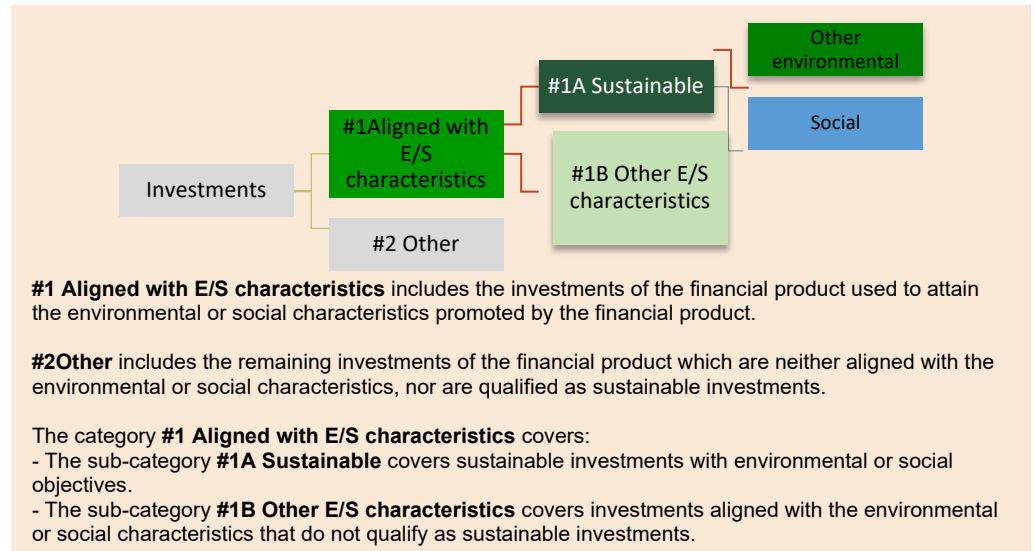 Other
environmental
#1A Sustainable
Social
#1Aligned with
E/S
characteristics
#1B Other E/S
characteristics
Investments
#2 Other
#1 Aligned with E/S characteristics includes the investments of the financial product used to attain
the environmental or social characteristics promoted by the financial product.
#2Other includes the remaining investments of the financial product which are neither aligned with the
environmental or social characteristics, nor are qualified as sustainable investments.
The category #1 Aligned with E/S characteristics covers:
- The sub-category #1A Sustainable covers sustainable investments with environmental or social
objectives.
- The sub-category #1B Other E/S characteristics covers investments aligned with the environmental
or social characteristics that do not qualify as sustainable investments.